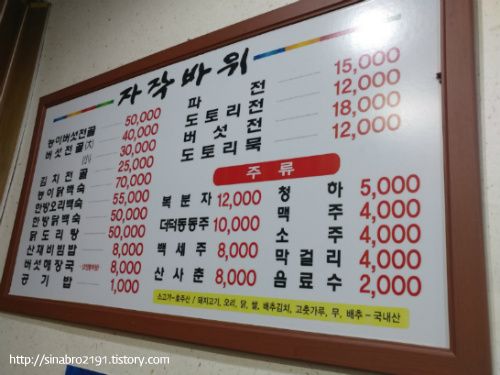 자작바위
능이버섯전골 50,000
버섯전골(大) 40,000
(小) 30,000
김치전골 25,000
능이닭백숙 70,000
한방오리백숙 55,000
한방닭백숙 50,000
닭도리탕 50,000
산채비빔밥 8,000
버섯해장국 8,000
공기밥 1,000
파전 15,000
도토리전 12,000
버섯전 18,000
도토리묵 12,000
주류
복분자 12,000
더덕동동주 10,000
백세주 8,000
산사춘 8,000
청하 5,000
맥주 4,000
소주 4,000
막걸리 4,000
음료수 2,000
소고기-호주산 / 돼지고기, 오리, 닭, 쌀, 배추김치, 고춧가루, 무, 배추-국내산
http://sinabro2191.tistory.com